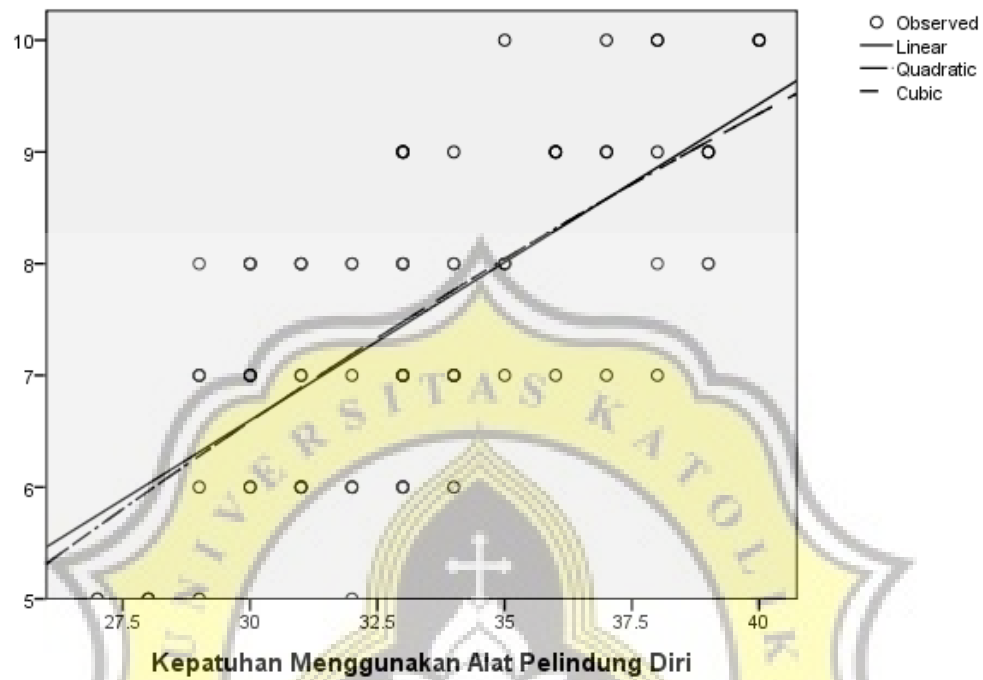 10
9
8
7
6
5
27.5 30 32.5 35 37.5 40
Kepatuhan Menggunakan Alat Pelindung Diri
Observed
Linear
Quadratic
Cubic
UNIVERSITAS KATOLIK